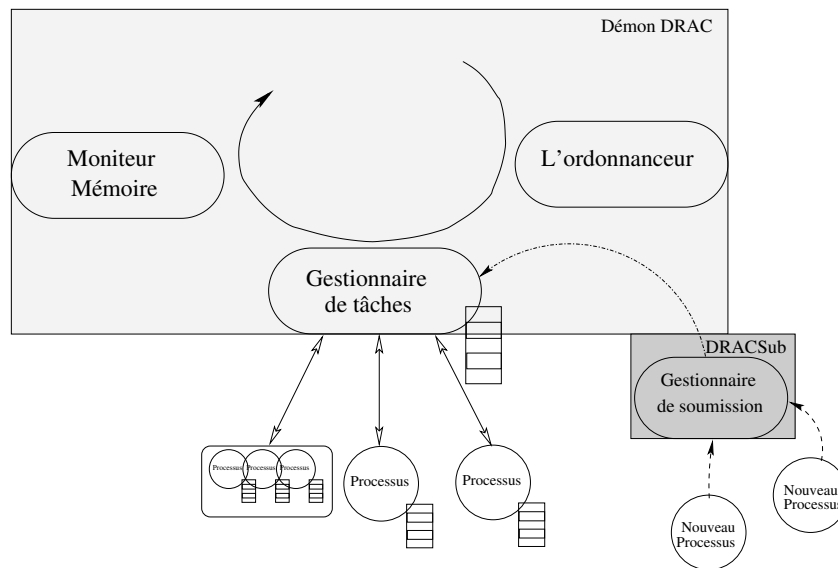 Démon DRAC
Moniteur
Mémoire
L'ordonnanceur
Gestionnaire
de tâches
DRACSub
Gestionnaire
de soumission
Processus
Processus
Processus
Processus
Processus
Nouveau
Processus
Nouveau
Processus